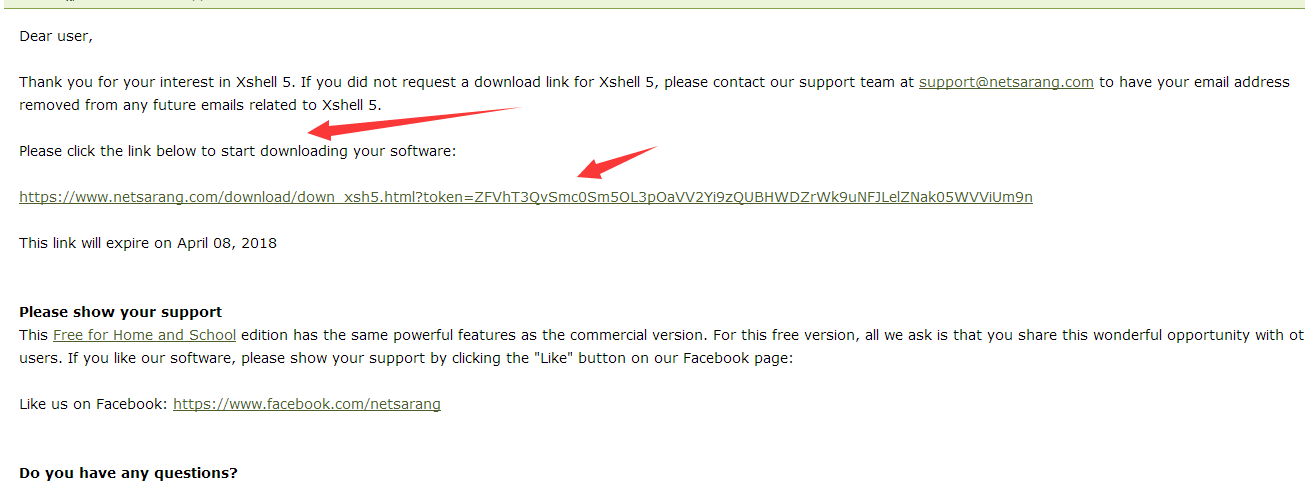 Dear user,
Thank you for your interest in Xshell 5. If you did not request a download link for Xshell 5, please contact our support team at support@netsarang.com to have your email address
removed from any future emails related to Xshell 5.
Please click the link below to start downloading your software:
https://www.netsarang.com/download/down_xsh5.html?token=ZFVhT3QvSmc0Sm5OL3pOaVV2Yi9zQUBHWDZrWk9uNFJLelZNak05WVViUm9n
This link will expire on April 08, 2018
Please show your support
This Free for Home and School edition has the same powerful features as the commercial version. For this free version, all we ask is that you share this wonderful opportunity with ot
users. If you like our software, please show your support by clicking the "Like" button on our Facebook page:
Like us on Facebook: https://www.facebook.com/netsarang
Do you have any questions?